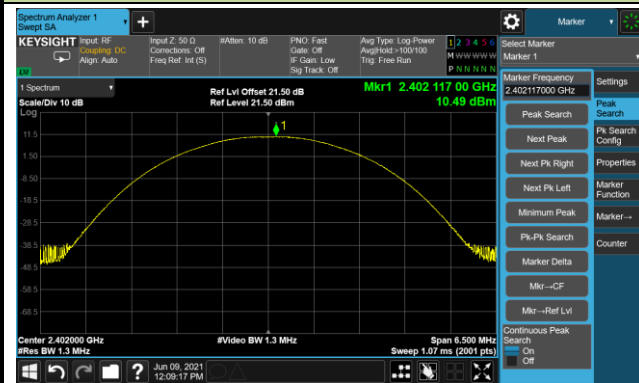 Spectrum Analyzer 1
Swept SA
Marker
KEYSIGHT
Input: RF
Coupling: DC
Align: Auto
Input Z: 50 Ω
Corrections: Off
Freq Ref: Int (S)
#Atten: 10 dB
PNO: Fast
Gate: Off
IF Gain: Low
Sig Track: Off
Avg Type: Log-Power
Avg|Hold:>100/100
Trig: Free Run
1 2 3 4 5 6
M W W W W W
P N N N N N
Select Marker
Marker 1
1 Spectrum
Scale/Div 10 dB
Ref Lvl Offset 21.50 dB
Ref Level 21.50 dBm
Mkr1 2.402 117 00 GHz
10.49 dBm
Marker Frequency
2.402117000 GHz
Peak Search
Next Peak
Next Pk Right
Next Pk Left
Minimum Peak
Pk-Pk Search
Marker Delta
Mkr→CF
Mkr→Ref Lvl
Continuous Peak
Search
On
Off
Settings
Peak
Search
Pk Search
Config
Properties
Marker
Function
Marker→
Counter
Log
1
11.5
1.50
-8.50
-18.5
-28.5
-38.5
-48.5
-58.5
-68.5
Center 2.402000 GHz
#Res BW 1.3 MHz
#Video BW 1.3 MHz
Span 6.500 MHz
Sweep 1.07 ms (2001 pts)
?
Jun 09, 2021
12:09:17 PM